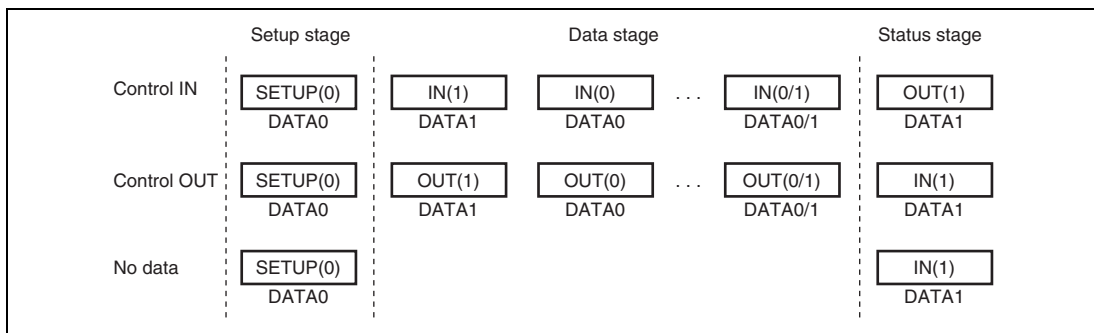 Setup stage Data stage Status stage
Control IN SETUP(0) IN(1) IN(0) . . . IN(0/1) OUT(1)
DATA0 DATA1 DATA0 DATA0/1 DATA1
Control OUT SETUP(0) OUT(1) OUT(0) . . . OUT(0/1) IN(1)
DATA0 DATA1 DATA0 DATA0/1 DATA1
No data SETUP(0) IN(1)
DATA0 DATA1